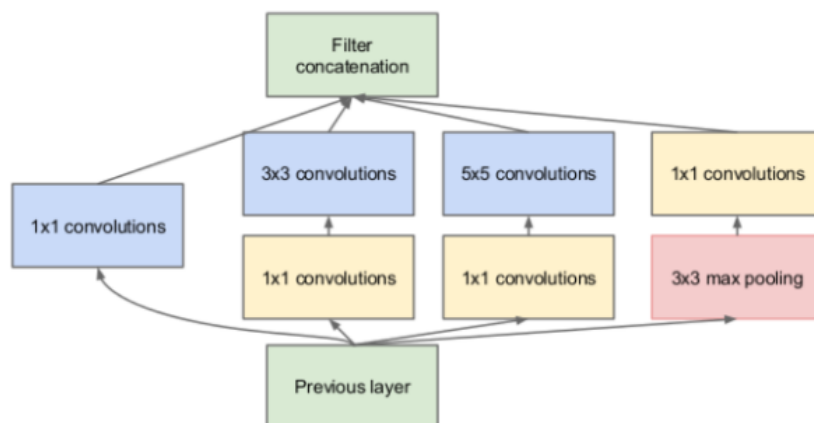 Filter
concatenation
3x3 convolutions
5x5 convolutions
1x1 convolutions
1x1 convolutions
1x1 convolutions
1x1 convolutions
3x3 max pooling
Previous layer